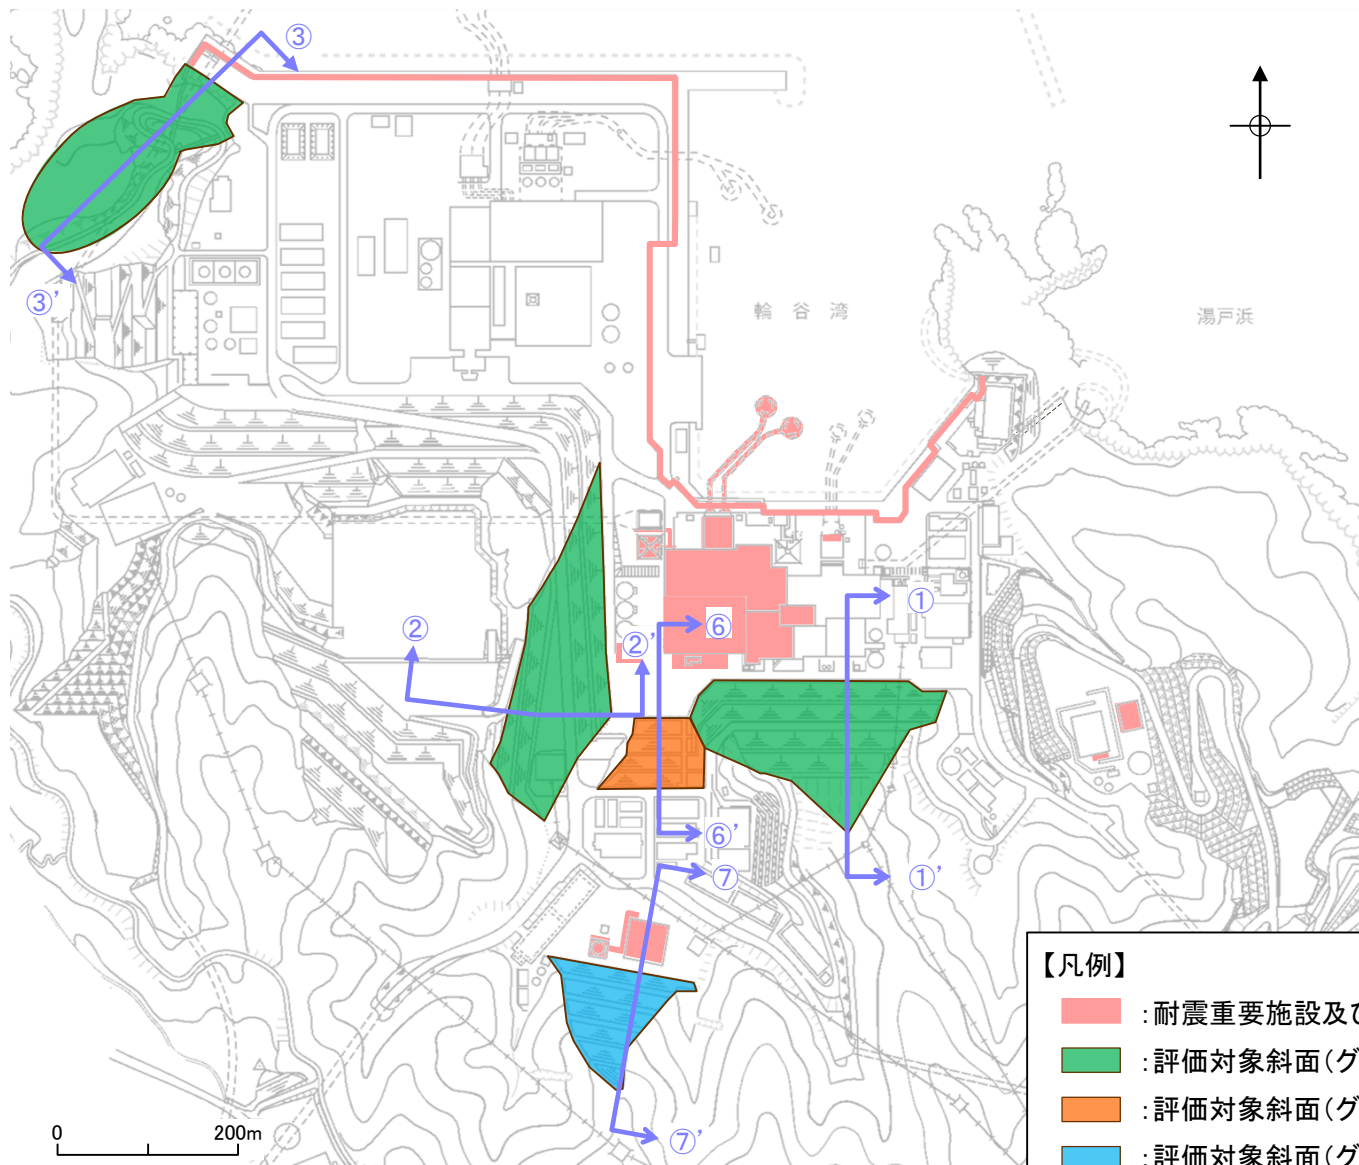 ③
③’
輪谷湾
湯戸浜
①
②
②’
⑥
⑥’
⑦
①’
⑦’
0 200m
【凡例】
:耐震重要施設及び
:評価対象斜面(グ
:評価対象斜面(グ
:評価対象斜面(グ